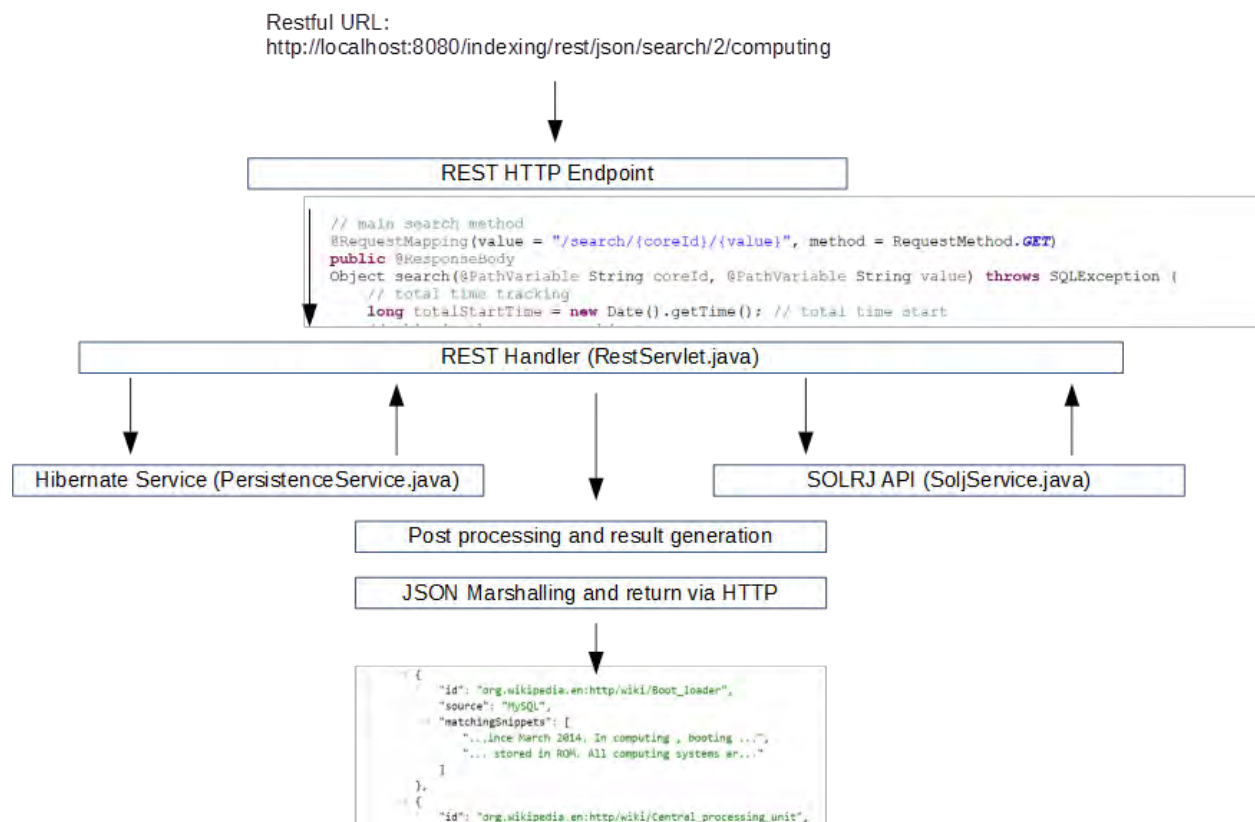 Restful URL:
http://localhost:8080/indexing/rest/json/search/2/computing
REST HTTP Endpoint
// main search method
@RequestMapping(value = "/search/{coreId}/{value}", method = RequestMethod.GET)
public @ResponseBody
Object search(@PathVariable String coreId, @PathVariable String value) throws SQLException {
// total time tracking
long totalStartTime = new Date().getTime(); // total time start
REST Handler (RestServlet.java)
Hibernate Service (PersistenceService.java)
SOLRJ API (SoljService.java)
Post processing and result generation
JSON Marshalling and return via HTTP
{
"id": "org.wikipedia.en:http/wiki/Boot_loader",
"source": "MySQL",
"matchingSnippets": [
"...ince March 2014. In computing , booting ...",
"... stored in ROM. All computing systems ar..."
]
},
{
"id": "org.wikipedia.en:http/wiki/Central_processing_unit",